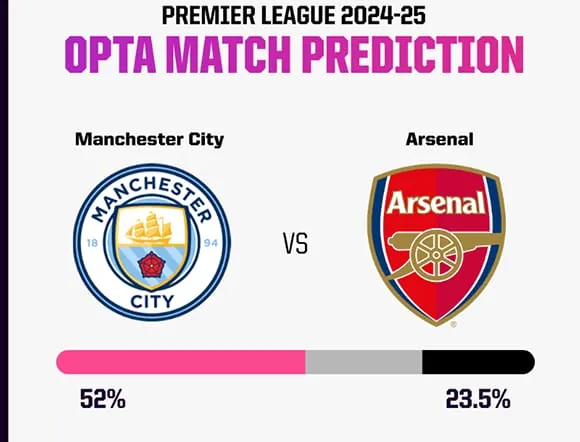 PREMIER LEAGUE 2024-25
OPTA MATCH PREDICTION
Manchester City
Arsenal
MANCHESTER
18 94
CITY
VS
Arsenal
®
52%
23.5%